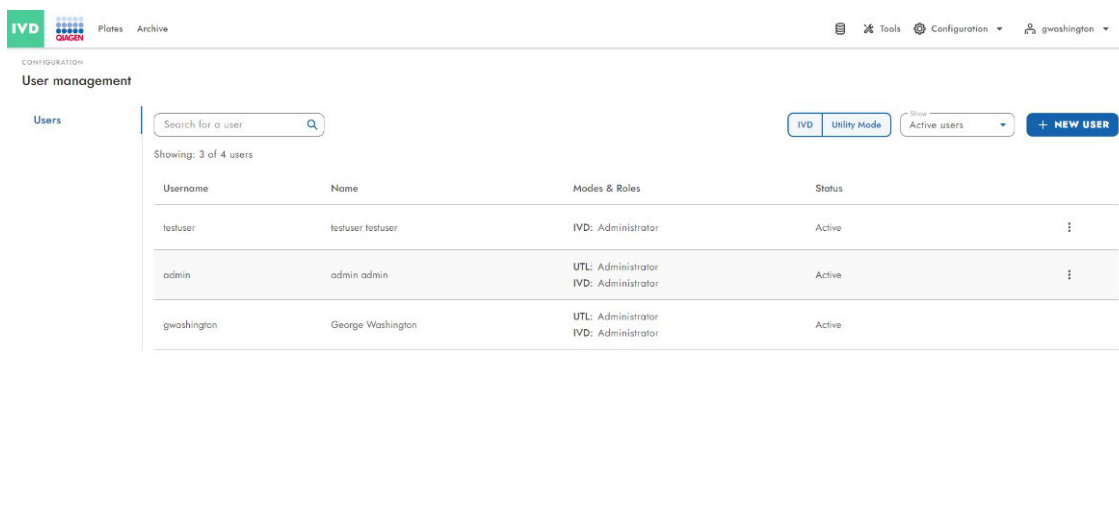 IVD QIAGEN Plates Archive Tools Configuration gwashington
CONFIGURATION
User management
Users
Search for a user IVD Utility Mode Show Active users + NEW USER
Showing: 3 of 4 users
Username Name Modes & Roles Status
testuser testuser testuser IVD: Administrator Active
UTL: Administrator
admin admin admin Active
IVD: Administrator
UTL: Administrator
gwashington George Washington Active
IVD: Administrator